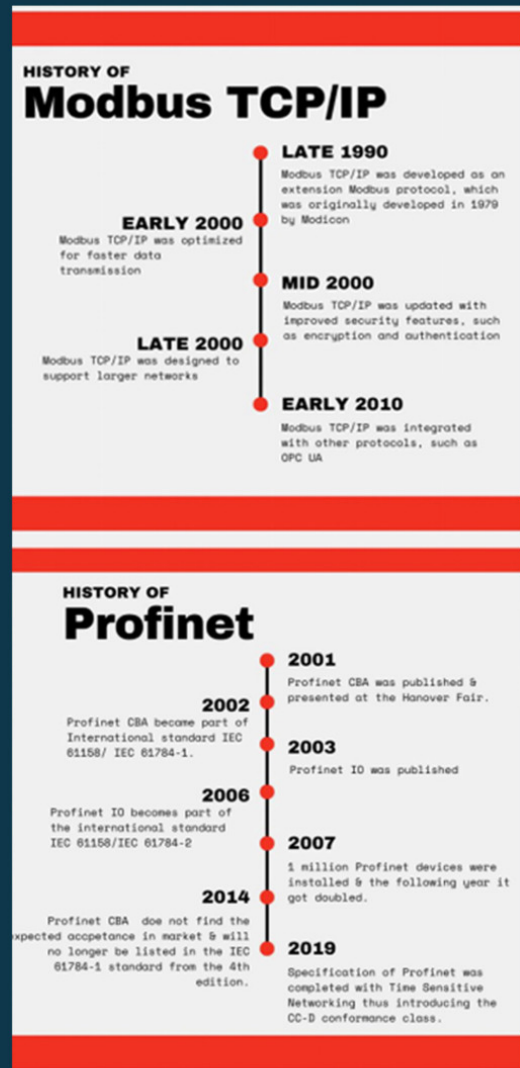 HISTORY OF
Modbus TCP/IP
LATE 1990
Modbus TCP/IP was developed as an
extension Modbus protocol, which
was originally developed in 1979
by Modicon
EARLY 2000
Modbus TCP/IP was optimized
for faster data
transmission
MID 2000
Modbus TCP/IP was updated with
improved security features, such
as encryption and authentication
LATE 2000
Modbus TCP/IP was designed to
support larger networks
EARLY 2010
Modbus TCP/IP was integrated
with other protocols, such as
OPC UA
HISTORY OF
Profinet
2001
Profinet CBA was published &
presented at the Hanover Fair.
2002
Profinet CBA became part of
International standard IEC
61158/ IEC 61784-1.
2003
Profinet IO was published
2006
Profinet IO becomes part of
the international standard
IEC 61158/IEC 61784-2
2007
1 million Profinet devices were
installed & the following year it
got doubled.
2014
Profinet CBA doe not find the
xpected accpetance in market & will
no longer be listed in the IEC
61784-1 standard from the 4th
edition.
2019
Specification of Profinet was
completed with Time Sensitive
Networking thus introducing the
CC-D conformance class.